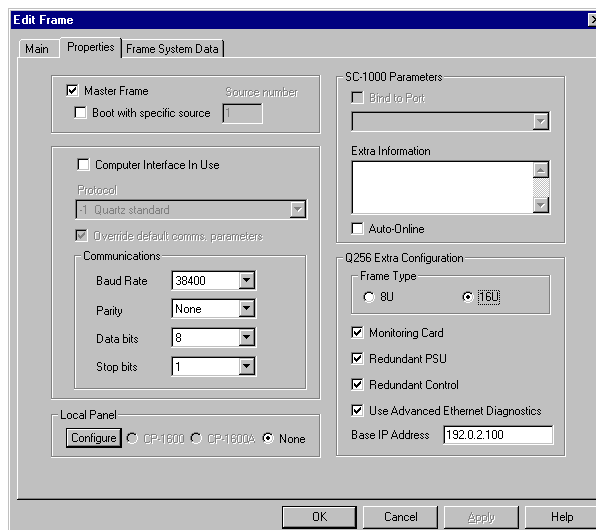 Edit Frame
Main Properties Frame System Data
Master Frame Source number
Boot with specific source 1
Computer Interface In Use
Protocol
-1 Quartz standard
Override default comms. parameters
Communications
Baud Rate 38400
Parity None
Data bits 8
Stop bits 1
Local Panel
Configure CP-1600 CP-1600A None
SC-1000 Parameters
Bind to Port
Extra Information
Auto-Online
Q256 Extra Configuration
Frame Type
8U 16U
Monitoring Card
Redundant PSU
Redundant Control
Use Advanced Ethernet Diagnostics
Base IP Address 192.0.2.100
OK Cancel Apply Help